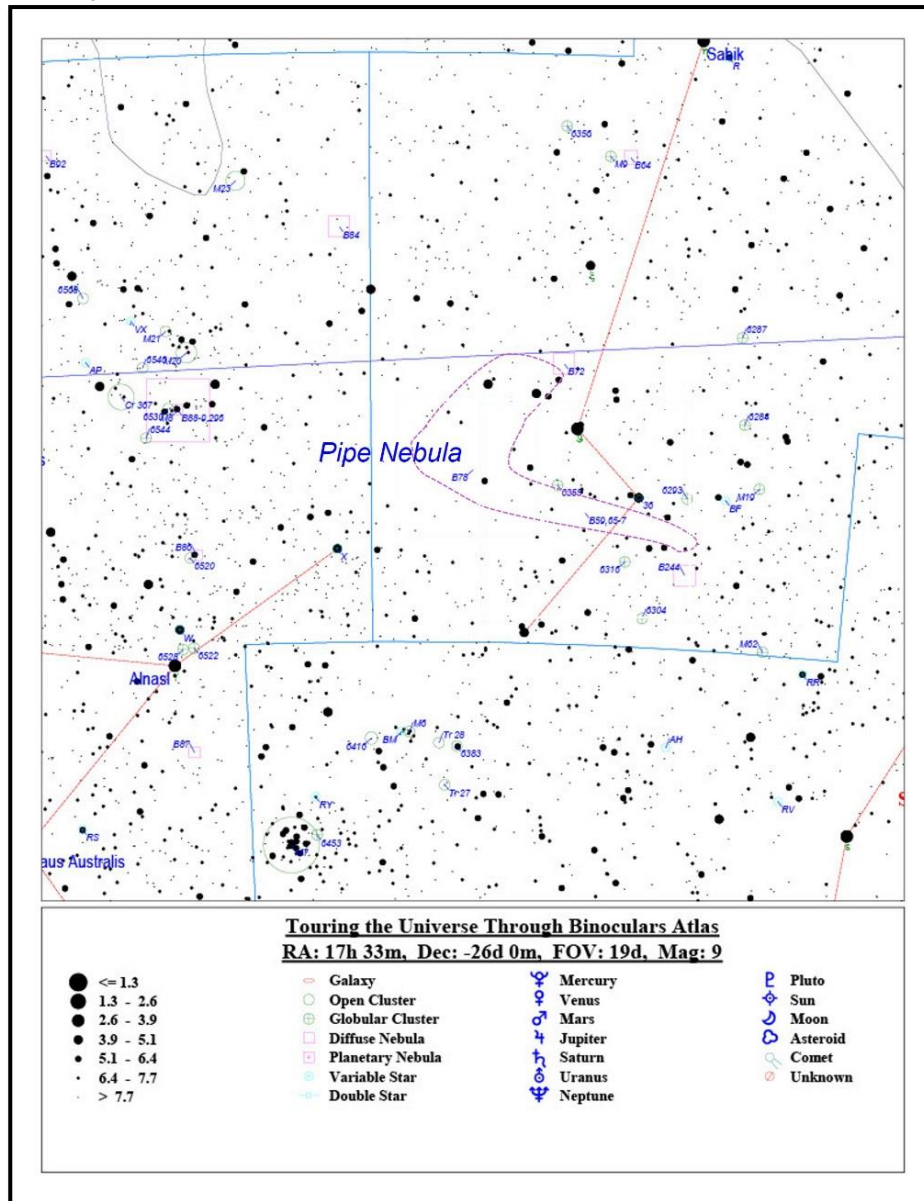 Sabik
R
6356
M9
B64
B92
M23
B84
6568
VX
M21
6287
M20
6546
AP
B72
Cr 367
6530
M8
B88-9,296
6284
6544
Pipe Nebula
B78
6355
6293
M19
36
BF
B59,65-7
B86
6520
X
6316
B244
6304
W
6528
6522
M62
Alnasl
RR
M6
BM
6416
Tr 28
6383
AH
B87
Tr 27
RY
RV
RS
6453
M7
aus Australis
S
Touring the Universe Through Binoculars Atlas
RA: 17h 33m, Dec: -26d 0m, FOV: 19d, Mag: 9
<= 1.3
1.3 - 2.6
2.6 - 3.9
3.9 - 5.1
5.1 - 6.4
6.4 - 7.7
> 7.7
Galaxy
Open Cluster
Globular Cluster
Diffuse Nebula
Planetary Nebula
Variable Star
Double Star
Mercury
Venus
Mars
Jupiter
Saturn
Uranus
Neptune
Pluto
Sun
Moon
Asteroid
Comet
Unknown